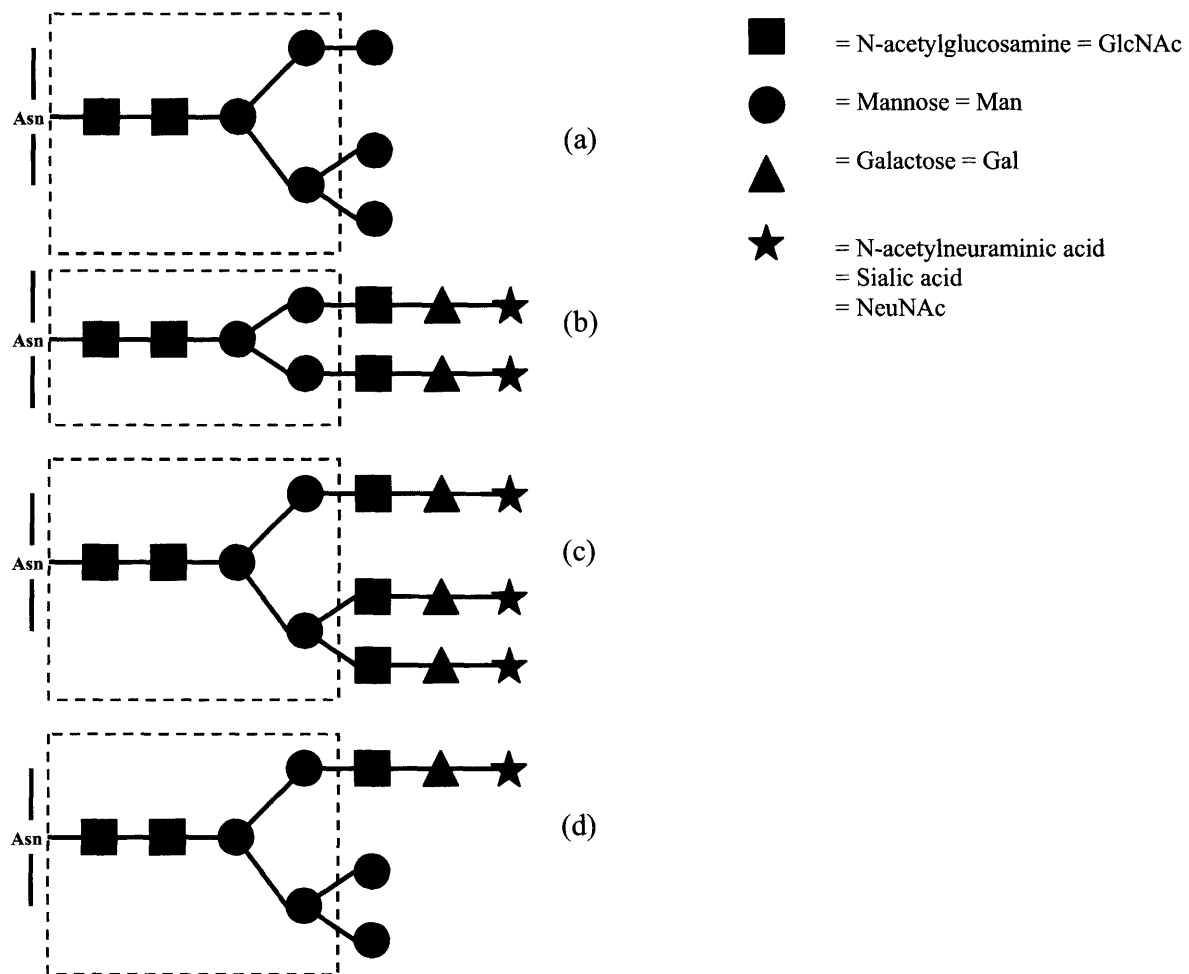 Asn
(a)
Asn
(b)
Asn
(c)
Asn
(d)
= N-acetylglucosamine = GlcNAc
= Mannose = Man
= Galactose = Gal
= N-acetylneuraminic acid
= Sialic acid
= NeuNAc